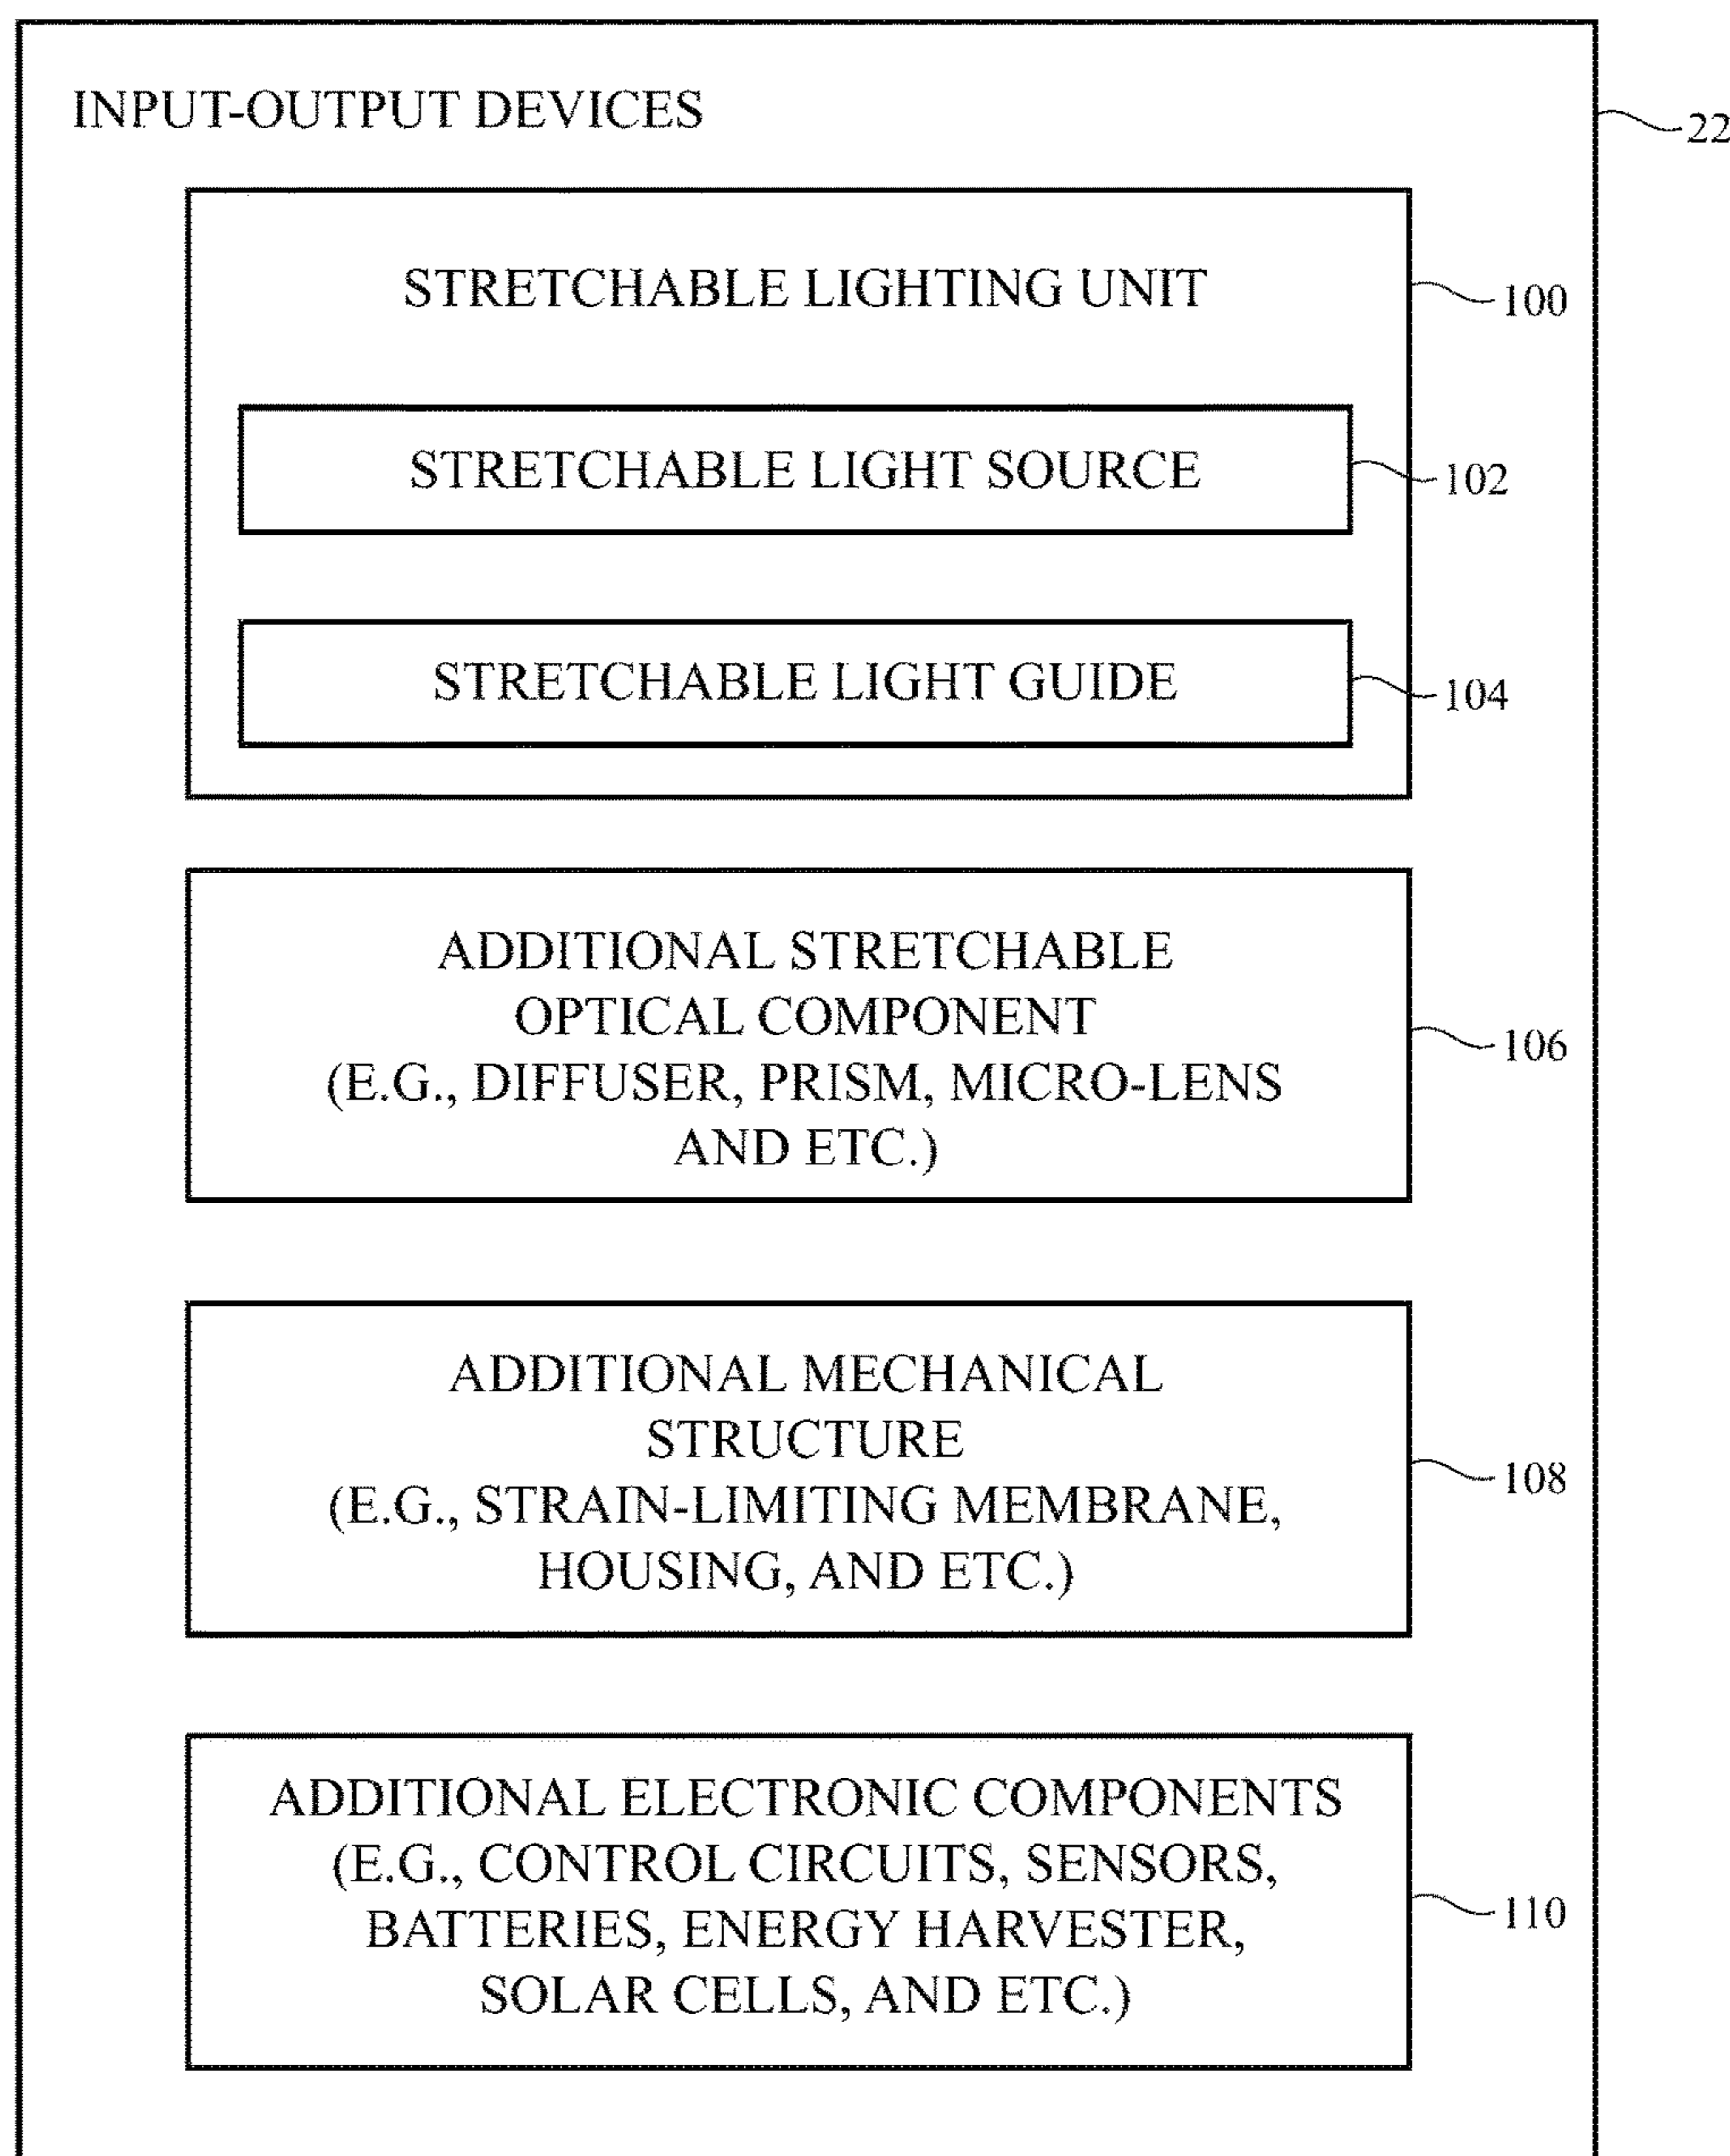 INPUT-OUTPUT DEVICES
22
STRETCHABLE LIGHTING UNIT
100
STRETCHABLE LIGHT SOURCE
102
STRETCHABLE LIGHT GUIDE
104
ADDITIONAL STRETCHABLE
OPTICAL COMPONENT
(E.G., DIFFUSER, PRISM, MICRO-LENS
AND ETC.)
106
ADDITIONAL MECHANICAL
STRUCTURE
(E.G., STRAIN-LIMITING MEMBRANE,
HOUSING, AND ETC.)
108
ADDITIONAL ELECTRONIC COMPONENTS
(E.G., CONTROL CIRCUITS, SENSORS,
BATTERIES, ENERGY HARVESTER,
SOLAR CELLS, AND ETC.)
110